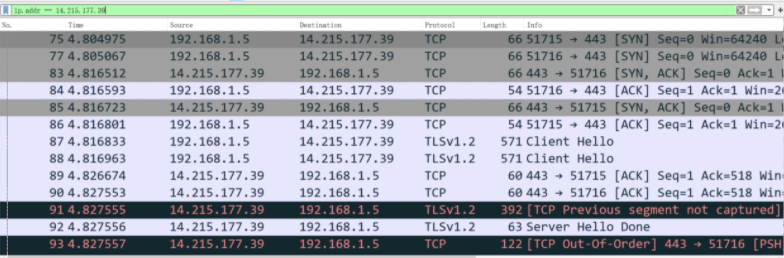 ip.addr == 14.215.177.39
No. Time Source Destination Protocol Length Info
75 4.804975 192.168.1.5 14.215.177.39 TCP 66 51715 → 443 [SYN] Seq=0 Win=64240 L
77 4.805067 192.168.1.5 14.215.177.39 TCP 66 51716 → 443 [SYN] Seq=0 Win=64240 L
83 4.816512 14.215.177.39 192.168.1.5 TCP 66 443 → 51716 [SYN, ACK] Seq=0 Ack=1
84 4.816593 192.168.1.5 14.215.177.39 TCP 54 51716 → 443 [ACK] Seq=1 Ack=1 Win=2
85 4.816723 14.215.177.39 192.168.1.5 TCP 66 443 → 51715 [SYN, ACK] Seq=0 Ack=1
86 4.816801 192.168.1.5 14.215.177.39 TCP 54 51715 → 443 [ACK] Seq=1 Ack=1 Win=2
87 4.816833 192.168.1.5 14.215.177.39 TLSv1.2 571 Client Hello
88 4.816963 192.168.1.5 14.215.177.39 TLSv1.2 571 Client Hello
89 4.826674 14.215.177.39 192.168.1.5 TCP 60 443 → 51715 [ACK] Seq=1 Ack=518 Win=
90 4.827553 14.215.177.39 192.168.1.5 TCP 60 443 → 51716 [ACK] Seq=1 Ack=518 Win=
91 4.827555 14.215.177.39 192.168.1.5 TLSv1.2 392 [TCP Previous segment not captured]
92 4.827556 14.215.177.39 192.168.1.5 TLSv1.2 63 Server Hello Done
93 4.827557 14.215.177.39 192.168.1.5 TCP 122 [TCP Out-Of-Order] 443 → 51716 [PSH